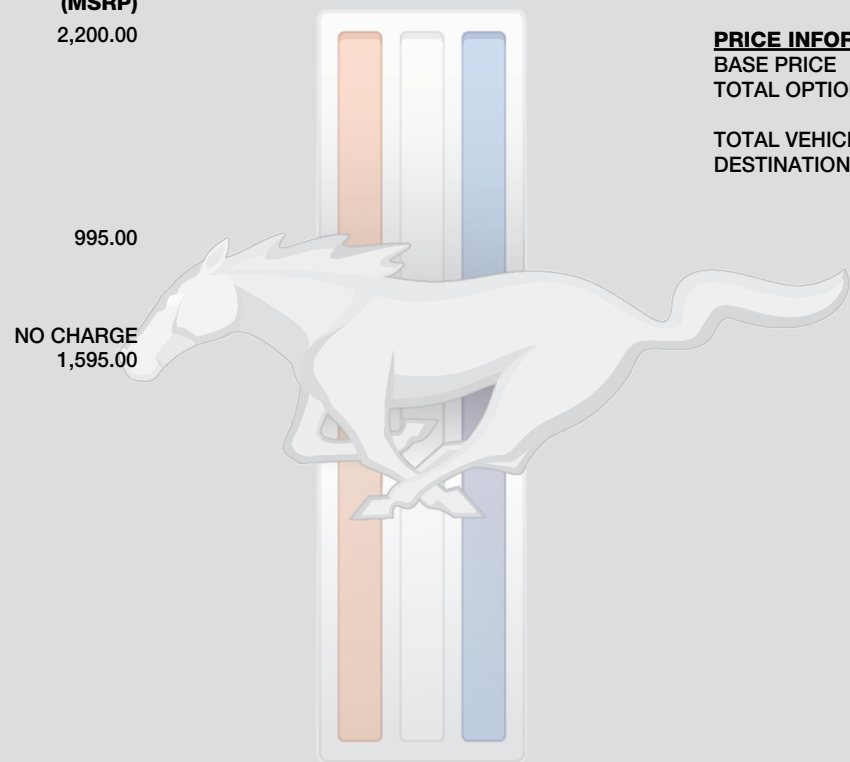 (MSRP)
2,200.00
995.00
NO CHARGE
1,595.00
PRICE INFOR
BASE PRICE
TOTAL OPTIO
TOTAL VEHICL
DESTINATION